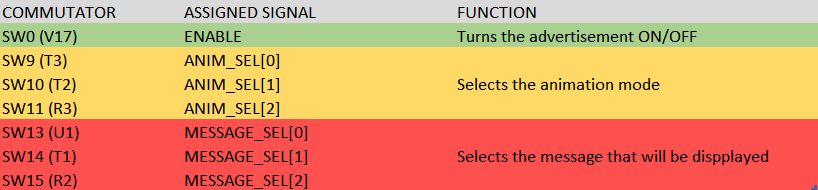 COMMUTATOR ASSIGNED SIGNAL FUNCTION
SW0 (V17) ENABLE Turns the advertisement ON/OFF
SW9 (T3) ANIM_SEL[0]
SW10 (T2) ANIM_SEL[1] Selects the animation mode
SW11 (R3) ANIM_SEL[2]
SW13 (U1) MESSAGE_SEL[0]
SW14 (T1) MESSAGE_SEL[1] Selects the message that will be dispplayed
SW15 (R2) MESSAGE_SEL[2]